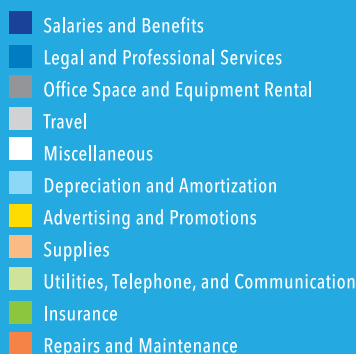 Salaries and Benefits
Legal and Professional Services
Office Space and Equipment Rental
Travel
Miscellaneous
Depreciation and Amortization
Advertising and Promotions
Supplies
Utilities, Telephone, and Communication
Insurance
Repairs and Maintenance